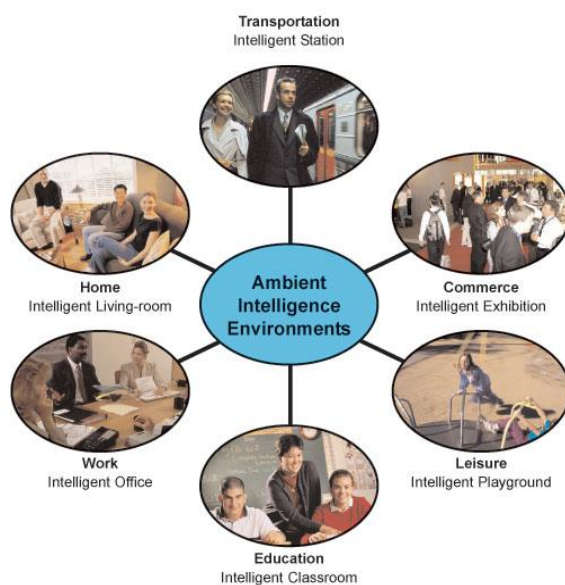 Transportation
Intelligent Station
Home
Intelligent Living-room
Ambient
Intelligence
Environments
Commerce
Intelligent Exhibition
Work
Intelligent Office
Leisure
Intelligent Playground
Education
Intelligent Classroom